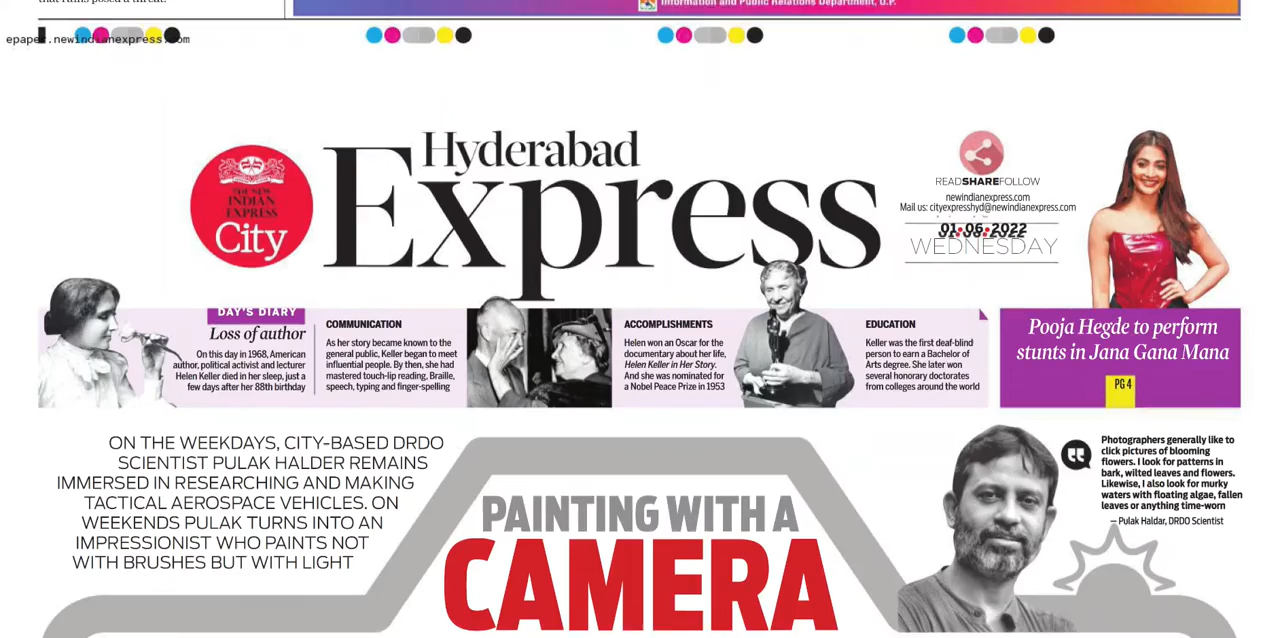 that rains posed a threat.
Information and Public Relations Department, U.P.
epaper.newindianexpress.com
THE NEW
INDIAN
EXPRESS
City
Hyderabad
Express
READSHAREFOLLOW
newindianexpress.com
Mail us: cityexpresshyd@newindianexpress.com
01•06•2022
WEDNESDAY
DAY'S DIARY
Loss of author
On this day in 1968, American
author, political activist and lecturer
Helen Keller died in her sleep, just a
few days after her 88th birthday
COMMUNICATION
As her story became known to the
general public, Keller began to meet
influential people. By then, she had
mastered touch-lip reading, Braille,
speech, typing and finger-spelling
ACCOMPLISHMENTS
Helen won an Oscar for the
documentary about her life,
Helen Keller in Her Story.
And she was nominated for
a Nobel Peace Prize in 1953
EDUCATION
Keller was the first deaf-blind
person to earn a Bachelor of
Arts degree. She later won
several honorary doctorates
from colleges around the world
Pooja Hegde to perform
stunts in Jana Gana Mana
PG 4
ON THE WEEKDAYS, CITY-BASED DRDO
SCIENTIST PULAK HALDER REMAINS
IMMERSED IN RESEARCHING AND MAKING
TACTICAL AEROSPACE VEHICLES. ON
WEEKENDS PULAK TURNS INTO AN
IMPRESSIONIST WHO PAINTS NOT
WITH BRUSHES BUT WITH LIGHT
PAINTING WITH A
CAMERA
Photographers generally like to
click pictures of blooming
flowers. I look for patterns in
bark, wilted leaves and flowers.
Likewise, I also look for murky
waters with floating algae, fallen
leaves or anything time-worn
— Pulak Haldar, DRDO Scientist